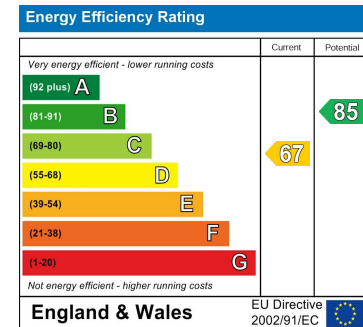 Energy Efficiency Rating
Current Potential
Very energy efficient - lower running costs
(92 plus) A
(81-91) B
85
(69-80) C
67
(55-68) D
(39-54) E
(21-38) F
(1-20) G
Not energy efficient - higher running costs
England & Wales
EU Directive
2002/91/EC